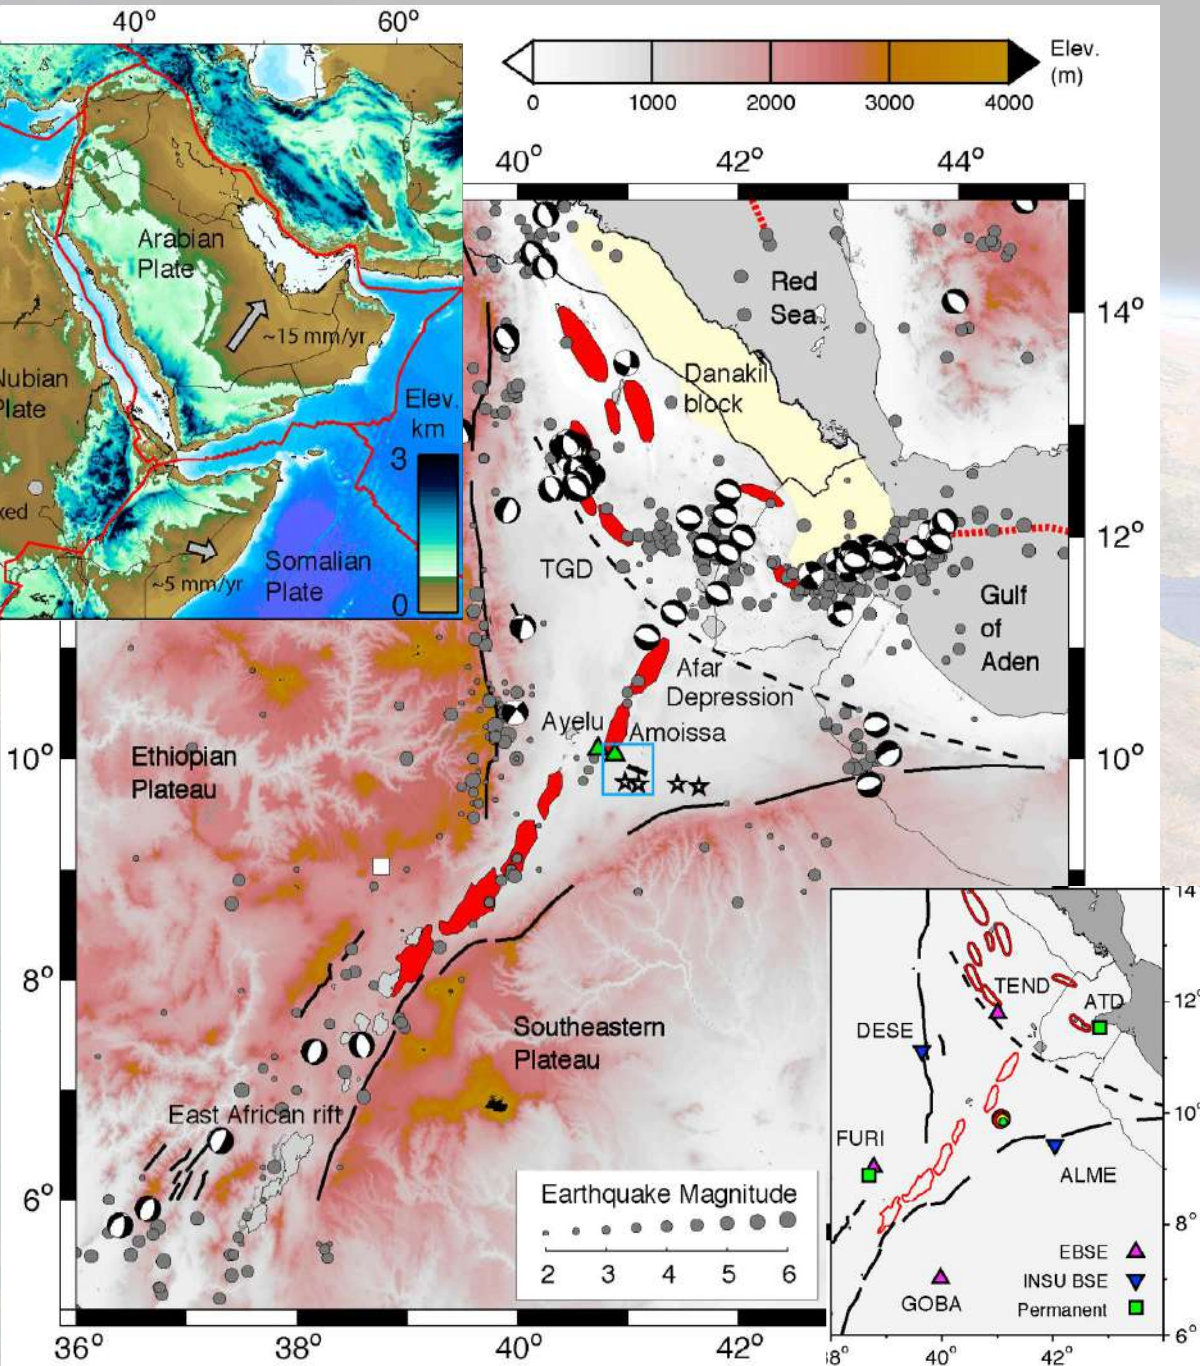 40° 60°
Elev.
(m)
0 1000 2000 3000 4000
40° 42° 44°
Arabian
Plate
~15 mm/yr
Nubian
Plate
Elev.
km
3
0
Somalian
Plate
~5 mm/yr
Red
Sea
14°
Danakil
block
12°
TGD
Gulf
of
Aden
Afar
Depression
Ayelu
Amoissa
10° 10°
Ethiopian
Plateau
8°
Southeastern
Plateau
East African rift
6°
Earthquake Magnitude
2 3 4 5 6
36° 38° 40° 42°
14
TEND
ATD
12°
DESE
10°
FURI
ALME
8°
EBSE
INSU BSE
GOBA
Permanent
6°
38° 40° 42°